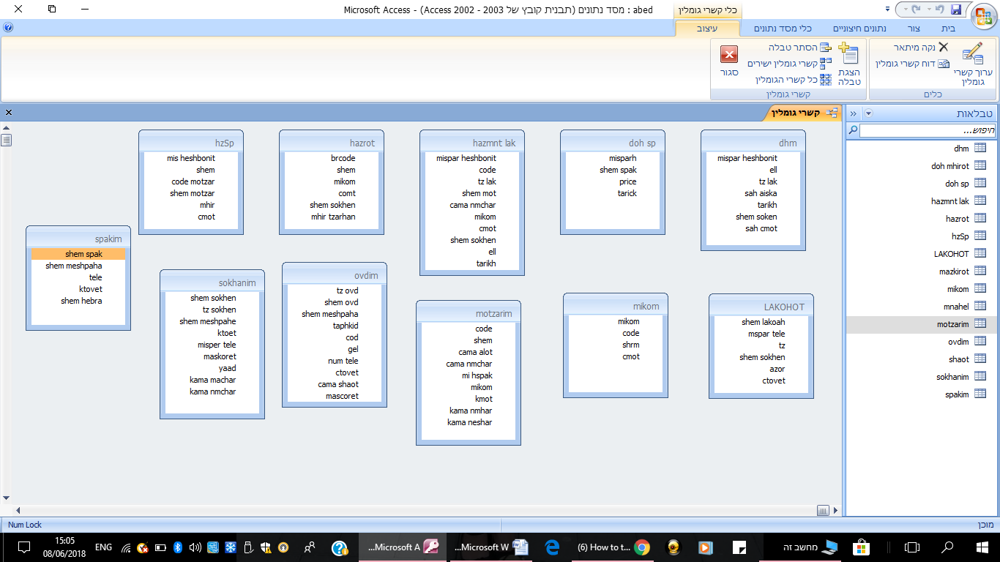 abed : מסד נתונים (תבנית קובץ של 2003 - 2002 Access) - Microsoft Access
כלי קשרי גומלין
בית
צור
נתונים חיצוניים
כלי מסד נתונים
עיצוב
ערוך קשרי גומלין
נקה מיתאר
דוח קשרי גומלין
כלים
הצגת טבלה
הסתר טבלה
קשרי גומלין ישירים
כל קשרי הגומלין
סגור
קשרי גומלין
קשרי גומלין
טבלאות
חיפוש...
dhm
doh mhirot
doh sp
hazmnt lak
hazrot
hzSp
LAKOHOT
mazkirot
mikom
mnahel
motzarim
ovdim
shaot
sokhanim
spakim
dhm
mispar heshbonit
ell
tz lak
sah aiska
tarikh
shem soken
sah cmot
doh sp
misparh
shem spak
price
tarick
hazmnt lak
mispar heshbonit
code
tz lak
shem mot
cama nmchar
mikom
cmot
shem sokhen
ell
tarikh
hazrot
brcode
shem
mikom
comt
shem sokhen
mhir tzarhan
hzSp
mis heshbonit
shem
code motzar
shem motzar
mhir
cmot
spakim
shem spak
shem meshpaha
tele
ktovet
shem hebra
LAKOHOT
shem lakoah
mspar tele
tz
shem sokhen
azor
ctovet
mikom
mikom
code
shrm
cmot
motzarim
code
shem
cama alot
cama nmchar
mi hspak
mikom
kmot
kama nmhar
kama neshar
ovdim
tz ovd
shem ovd
shem meshpaha
taphkid
cod
gel
num tele
ctovet
cama shaot
mascoret
sokhanim
shem sokhen
tz sokhen
shem meshpahe
ktoet
misper tele
maskoret
yaad
kama machar
kama nmchar
מוכן
Num Lock
15:05
08/06/2018
ENG
...Microsoft A
...Microsoft W
(6) How to t...
מחשב זה